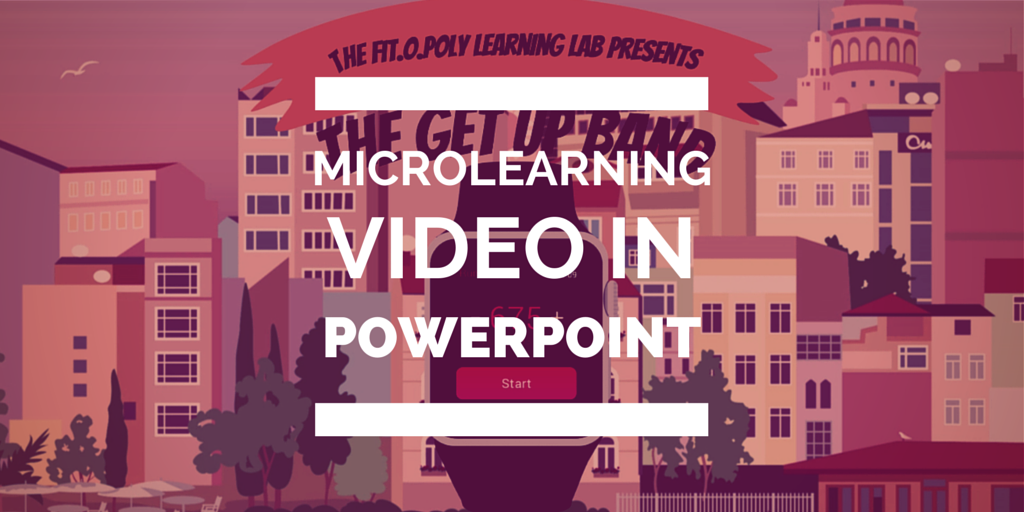 THE FIT.O.POLY LEARNING LAB PRESENTS
THE GET UP BAND
MICROLEARNING
VIDEO IN
POWERPOINT
Start